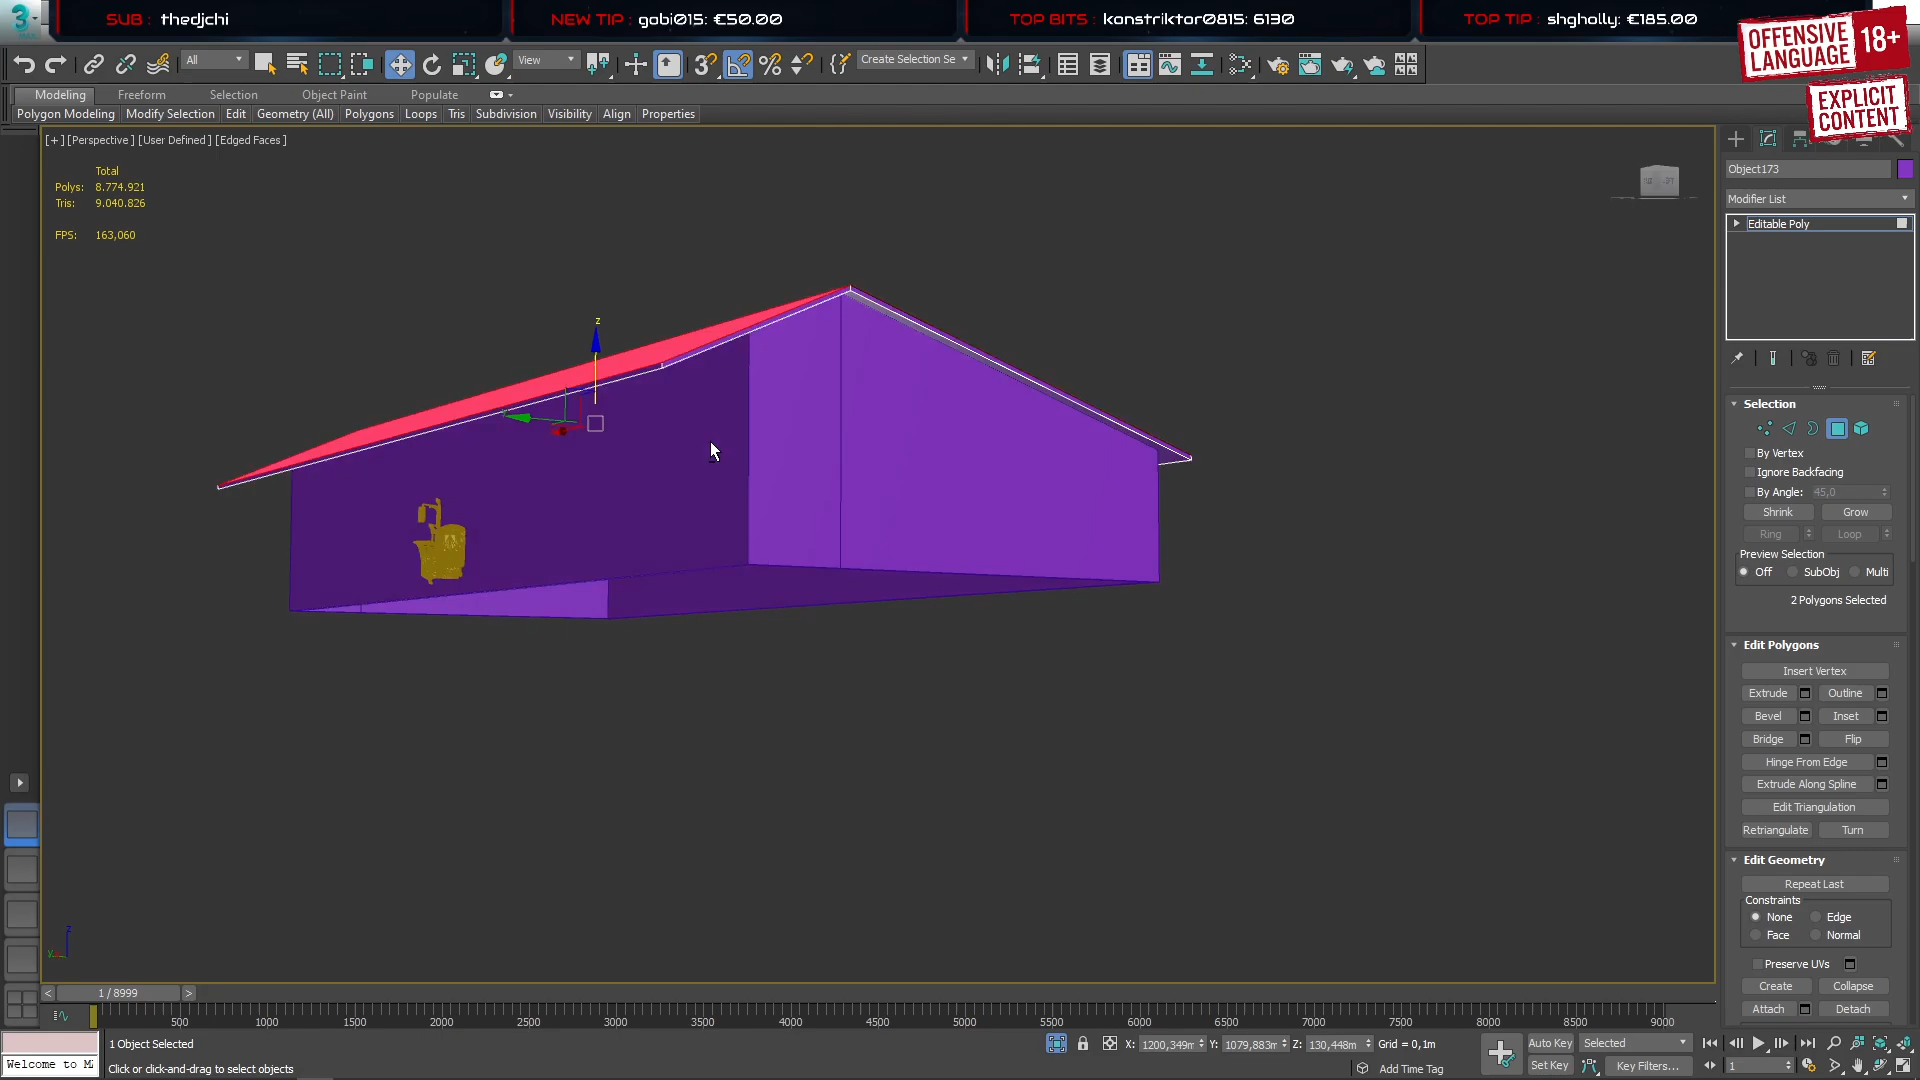 SUB : thedjchi
NEW TIP : gabi015: €50.00
TOP BITS : konstriktor0815: 6130
TOP TIP : shgholly: €185.00
OFFENSIVE LANGUAGE 18+
EXPLICIT CONTENT
All
View
Create Selection Se
Modeling Freeform Selection Object Paint Populate
Polygon Modeling Modify Selection Edit Geometry (All) Polygons Loops Tris Subdivision Visibility Align Properties
[+] [Perspective ] [User Defined ] [Edged Faces ]
Total
Polys: 8.774.921
Tris: 9.040.826
FPS: 163,060
z
Object173
Modifier List
Editable Poly
Selection
By Vertex
Ignore Backfacing
By Angle: 45,0
Shrink Grow
Ring Loop
Preview Selection
Off SubObj Multi
2 Polygons Selected
Edit Polygons
Insert Vertex
Extrude Outline
Bevel Inset
Bridge Flip
Hinge From Edge
Extrude Along Spline
Edit Triangulation
Retriangulate Turn
Edit Geometry
Repeat Last
Constraints
None Edge
Face Normal
Preserve UVs
Create Collapse
Attach Detach
z
y
< 1 / 8999 >
500 1000 1500 2000 2500 3000 3500 4000 4500 5000 5500 6000 6500 7000 7500 8000 8500 9000
1 Object Selected
X: 1200,349m Y: 1079,883m Z: 130,448m Grid = 0,1m
Auto Key Selected
Welcome to M
Click or click-and-drag to select objects
Add Time Tag
Set Key Key Filters...
1